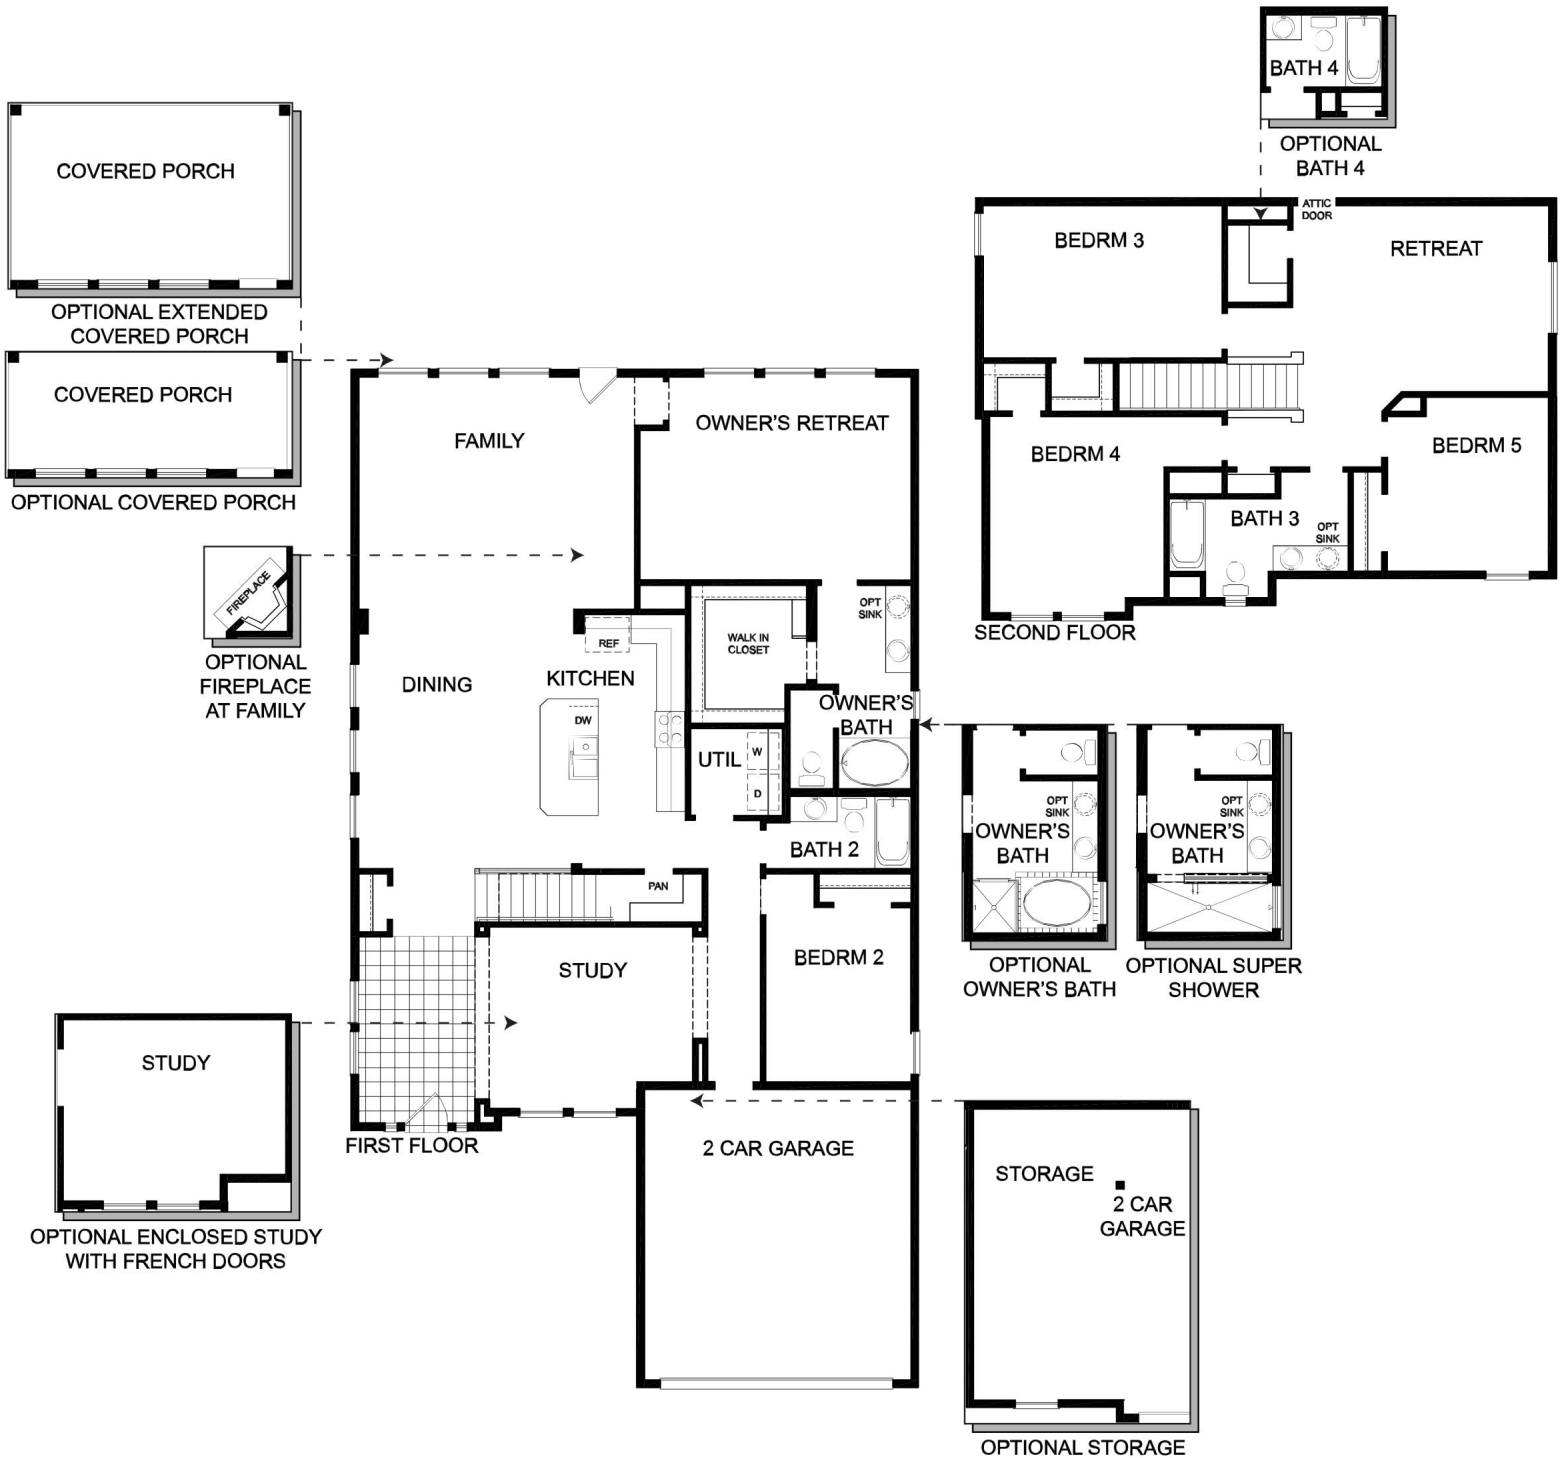 BATH 4
OPTIONAL
BATH 4
COVERED PORCH
OPTIONAL EXTENDED
COVERED PORCH
COVERED PORCH
OPTIONAL COVERED PORCH
FIREPLACE
OPTIONAL
FIREPLACE
AT FAMILY
STUDY
OPTIONAL ENCLOSED STUDY
WITH FRENCH DOORS
FAMILY
OWNER'S RETREAT
OPT
SINK
WALK IN
CLOSET
REF
KITCHEN
DINING
DW
OWNER'S
BATH
UTIL
W
D
BATH 2
PAN
STUDY
BEDRM 2
FIRST FLOOR
2 CAR GARAGE
BEDRM 3
ATTIC
DOOR
RETREAT
BEDRM 4
BEDRM 5
BATH 3
OPT
SINK
SECOND FLOOR
OPT
SINK
OWNER'S
BATH
OPTIONAL
OWNER'S BATH
OPT
SINK
OWNER'S
BATH
OPTIONAL SUPER
SHOWER
STORAGE
2 CAR
GARAGE
OPTIONAL STORAGE